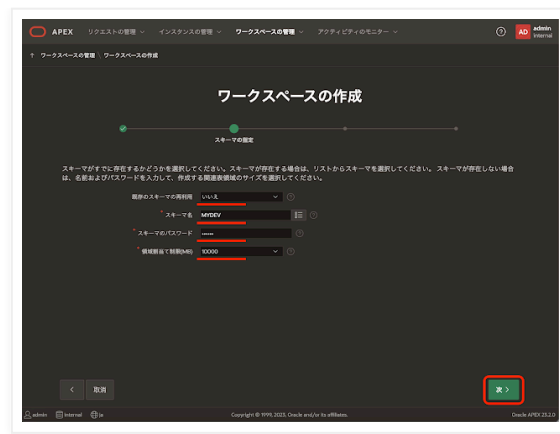 APEX リクエストの管理 インスタンスの管理 ワークスペースの管理 アクティビティのモニター ? AD admin Internal
↑ ワークスペースの管理 \ ワークスペースの作成
ワークスペースの作成
スキーマの識定
スキーマがすでに存在するかどうかを選択してください。スキーマが存在する場合は、リストからスキーマを選択してください。 スキーマが存在しない場合
は、名前およびパスワードを入力して、作成する関連表領域のサイズを選択してください。
既存のスキーマの再利用 いいえ ?
* スキーマ名 MYDEV ?
* スキーマのパスワード •••••• ?
* 領域割当て制限(MB) 10000 ?
< 取消 次 >
admin Internal ja Copyright © 1999, 2023, Oracle and/or its affiliates. Oracle APEX 23.2.0